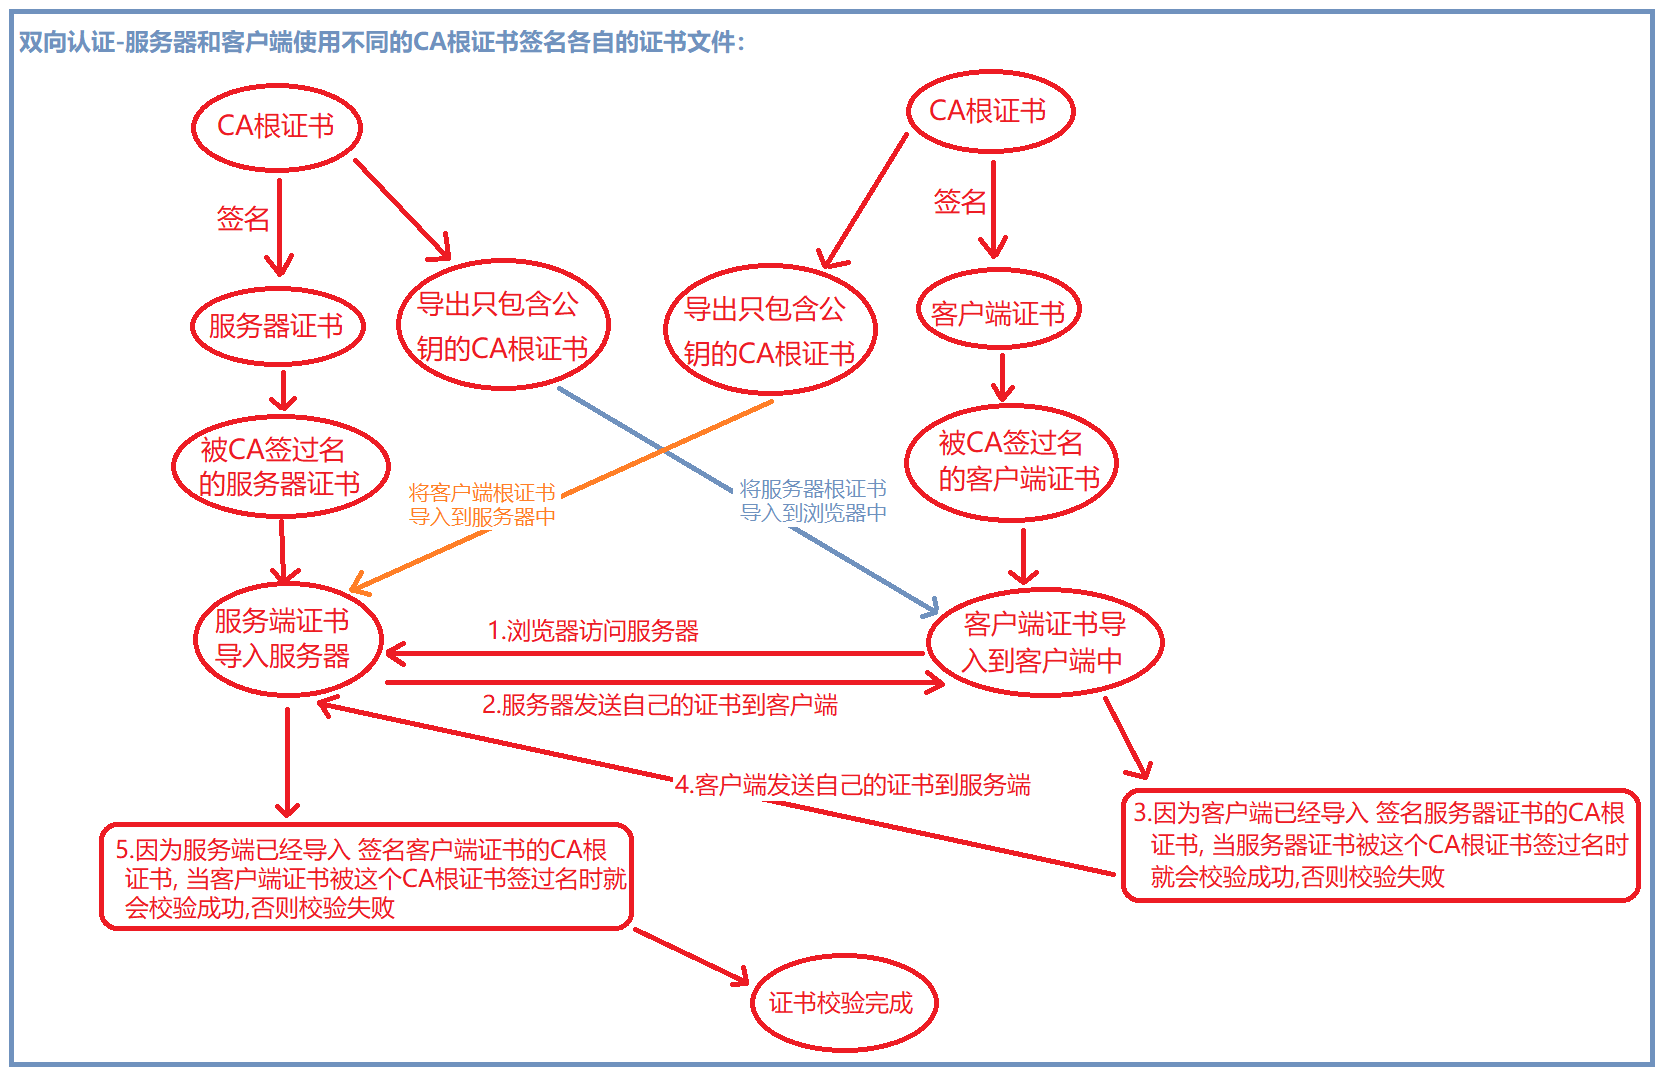 双向认证-服务器和客户端使用不同的CA根证书签名各自的证书文件：
CA根证书
CA根证书
签名
签名
服务器证书
导出只包含公
钥的CA根证书
导出只包含公
钥的CA根证书
客户端证书
被CA签过名
的服务器证书
被CA签过名
的客户端证书
将客户端根证书
导入到服务器中
将服务器根证书
导入到浏览器中
服务端证书
导入服务器
客户端证书导
入到客户端中
1.浏览器访问服务器
2.服务器发送自己的证书到客户端
4.客户端发送自己的证书到服务端
3.因为客户端已经导入 签名服务器证书的CA根
证书, 当服务器证书被这个CA根证书签过名时
就会校验成功,否则校验失败
5.因为服务端已经导入 签名客户端证书的CA根
证书, 当客户端证书被这个CA根证书签过名时就
会校验成功,否则校验失败
证书校验完成